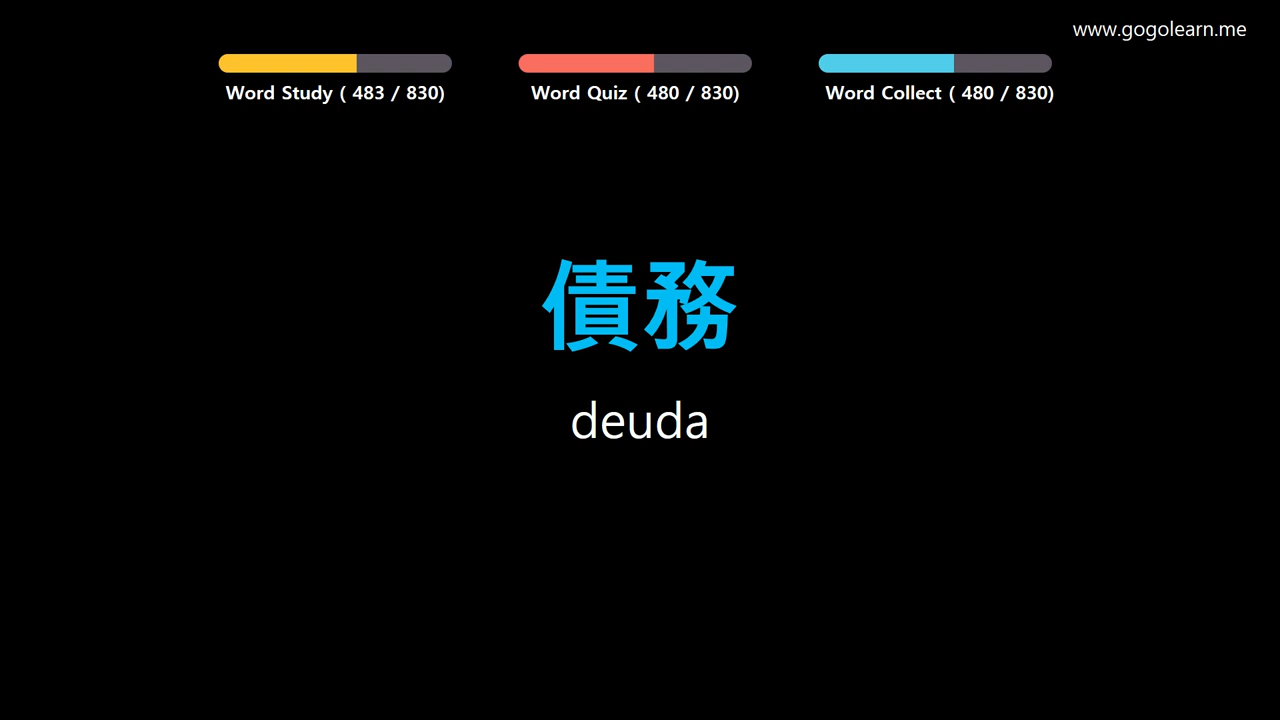 www.gogolearn.me
Word Study ( 483 / 830)
Word Quiz ( 480 / 830)
Word Collect ( 480 / 830)
債務
deuda